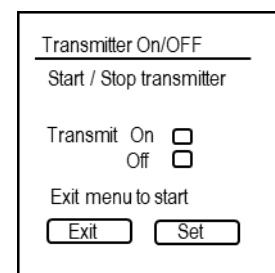 Transmitter On/OFF
Start / Stop transmitter
Transmit On
Off
Exit menu to start
Exit Set